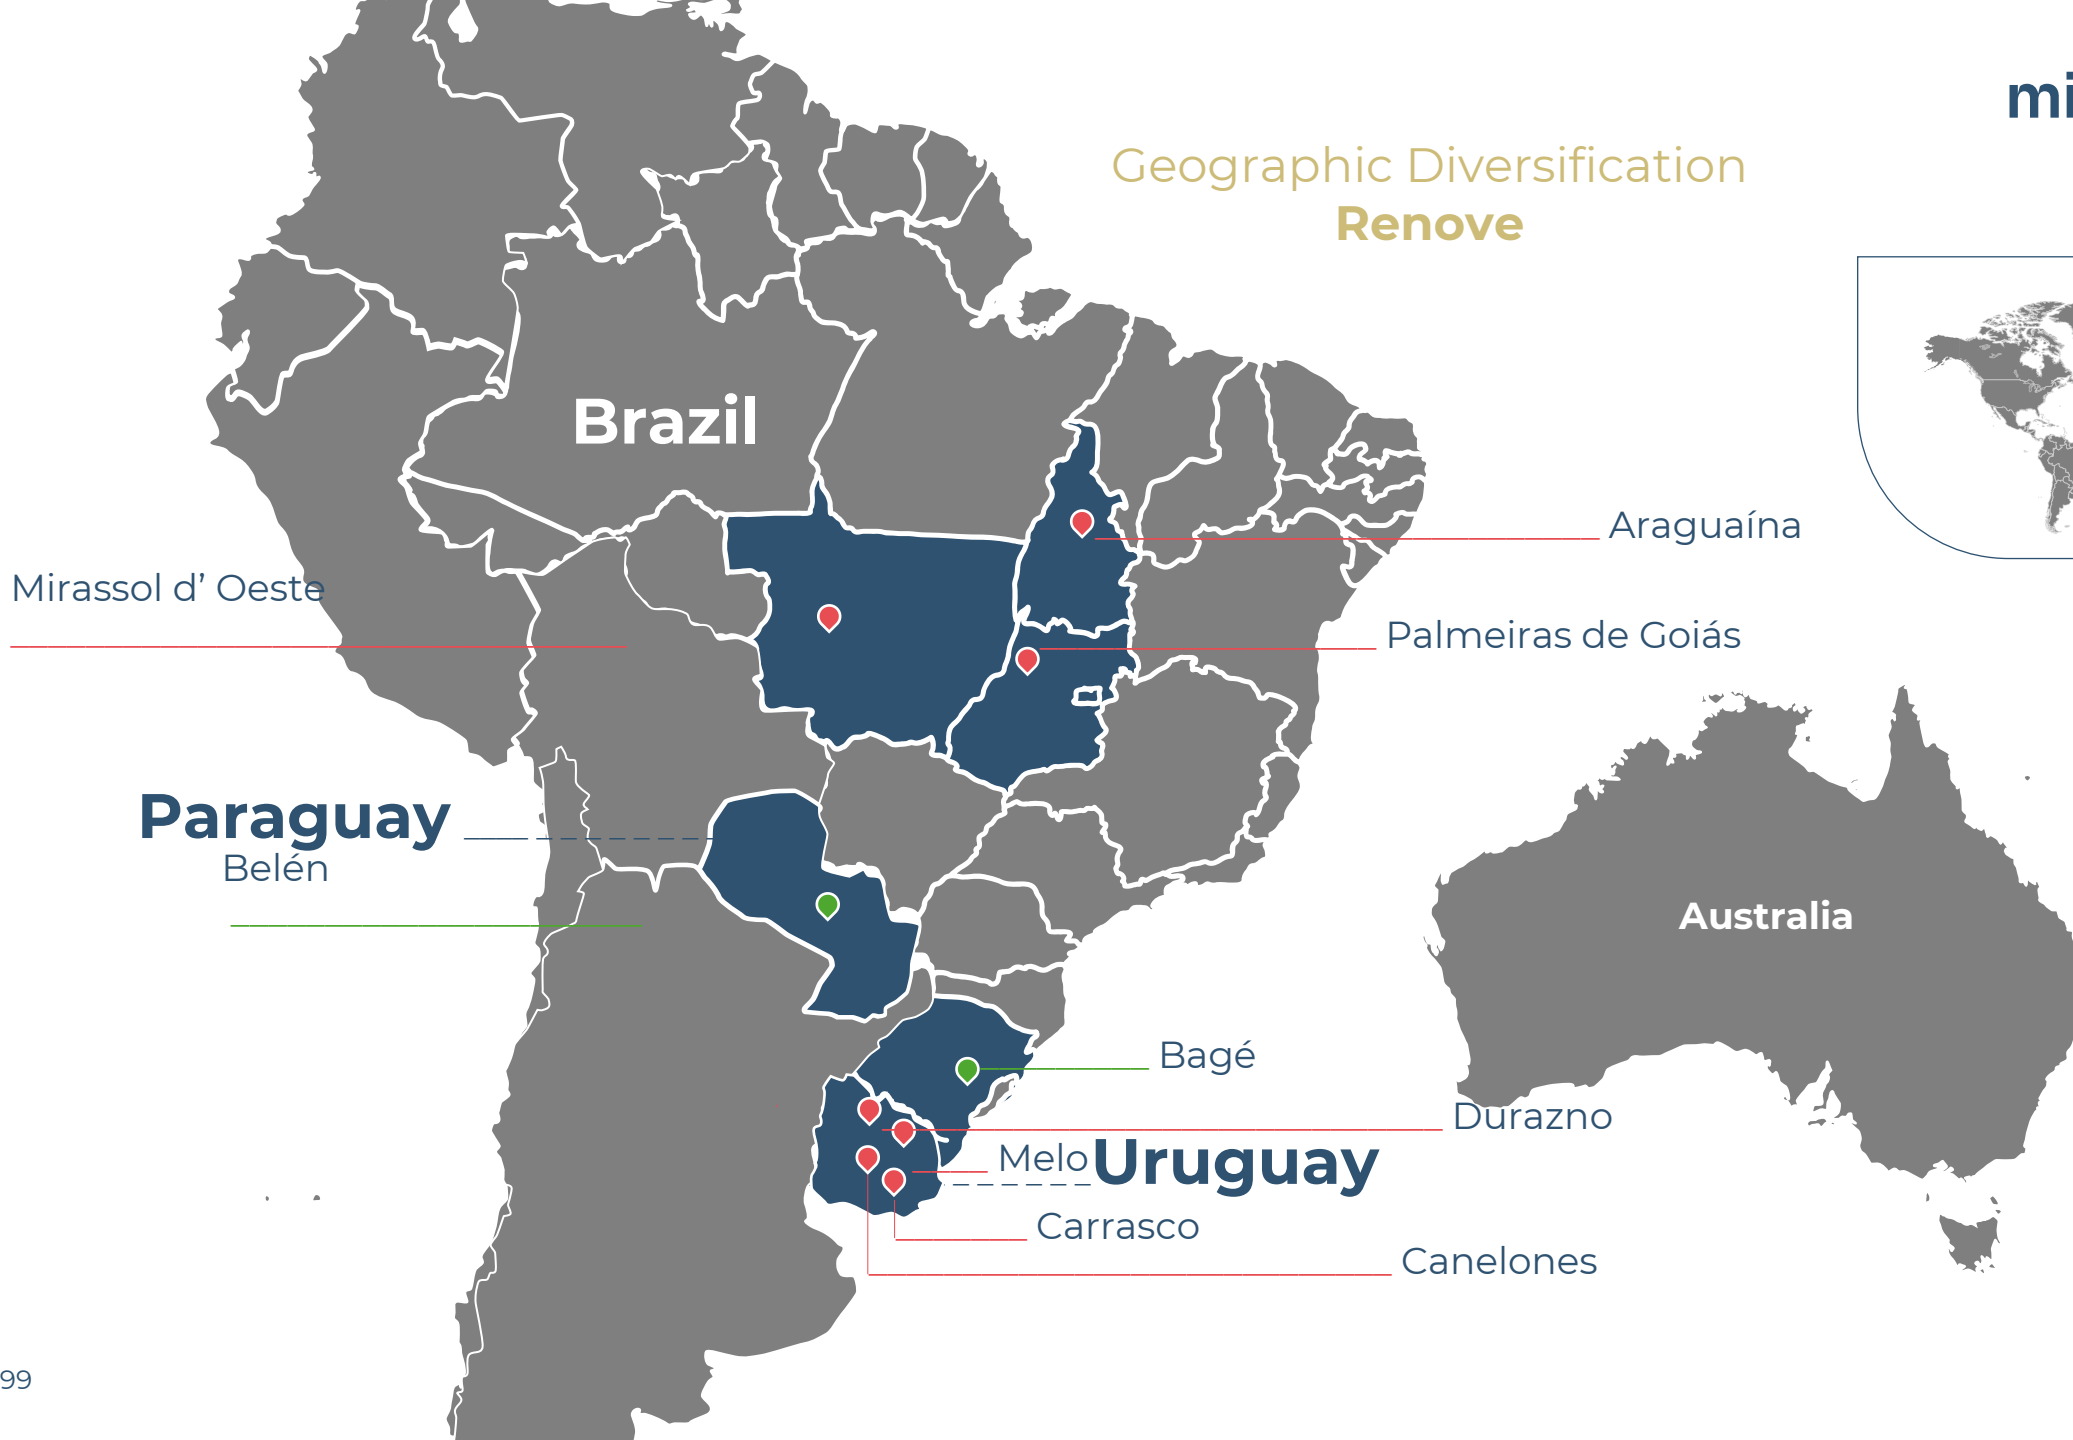 mi
Geographic Diversification
Renove
Brazil
Araguaína
Mirassol d’ Oeste
Palmeiras de Goiás
Paraguay
Belén
Australia
Bagé
Durazno
Melo
Uruguay
Carrasco
Canelones
99